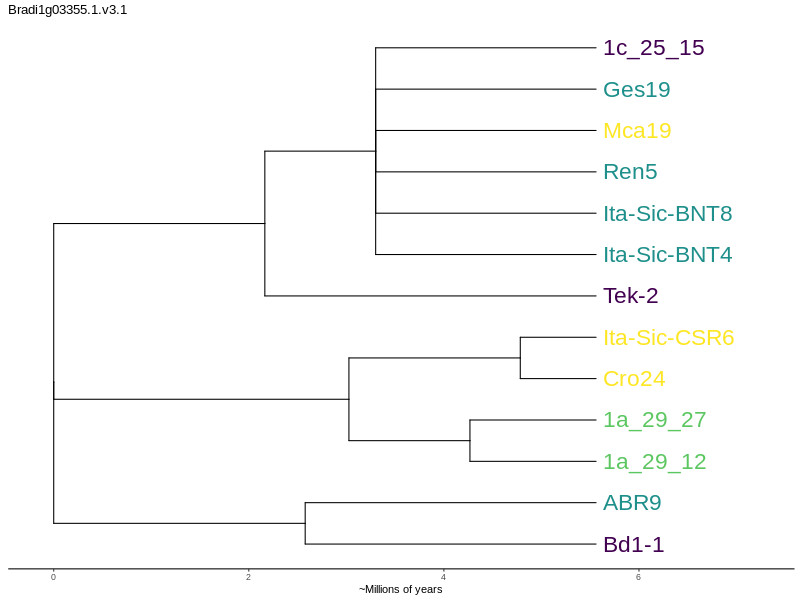 Bradi1g03355.1.v3.1
1c_25_15
Ges19
Mca19
Ren5
Ita-Sic-BNT8
Ita-Sic-BNT4
Tek-2
Ita-Sic-CSR6
Cro24
1a_29_27
1a_29_12
ABR9
Bd1-1
0 2 4 6
~Millions of years